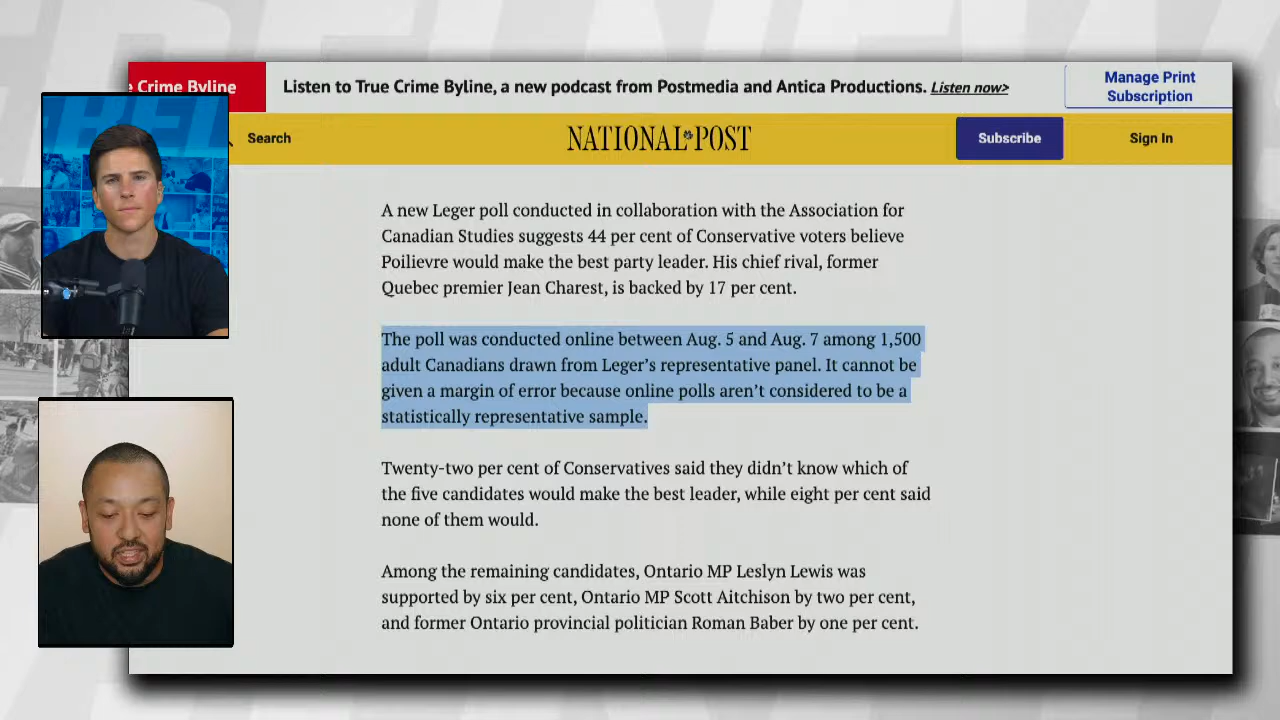 e Crime Byline
Listen to True Crime Byline, a new podcast from Postmedia and Antica Productions. Listen now>
Manage Print
Subscription
Search
NATIONAL POST
Subscribe
Sign In
A new Leger poll conducted in collaboration with the Association for
Canadian Studies suggests 44 per cent of Conservative voters believe
Poilievre would make the best party leader. His chief rival, former
Quebec premier Jean Charest, is backed by 17 per cent.
The poll was conducted online between Aug. 5 and Aug. 7 among 1,500
adult Canadians drawn from Leger’s representative panel. It cannot be
given a margin of error because online polls aren’t considered to be a
statistically representative sample.
Twenty-two per cent of Conservatives said they didn’t know which of
the five candidates would make the best leader, while eight per cent said
none of them would.
Among the remaining candidates, Ontario MP Leslyn Lewis was
supported by six per cent, Ontario MP Scott Aitchison by two per cent,
and former Ontario provincial politician Roman Baber by one per cent.